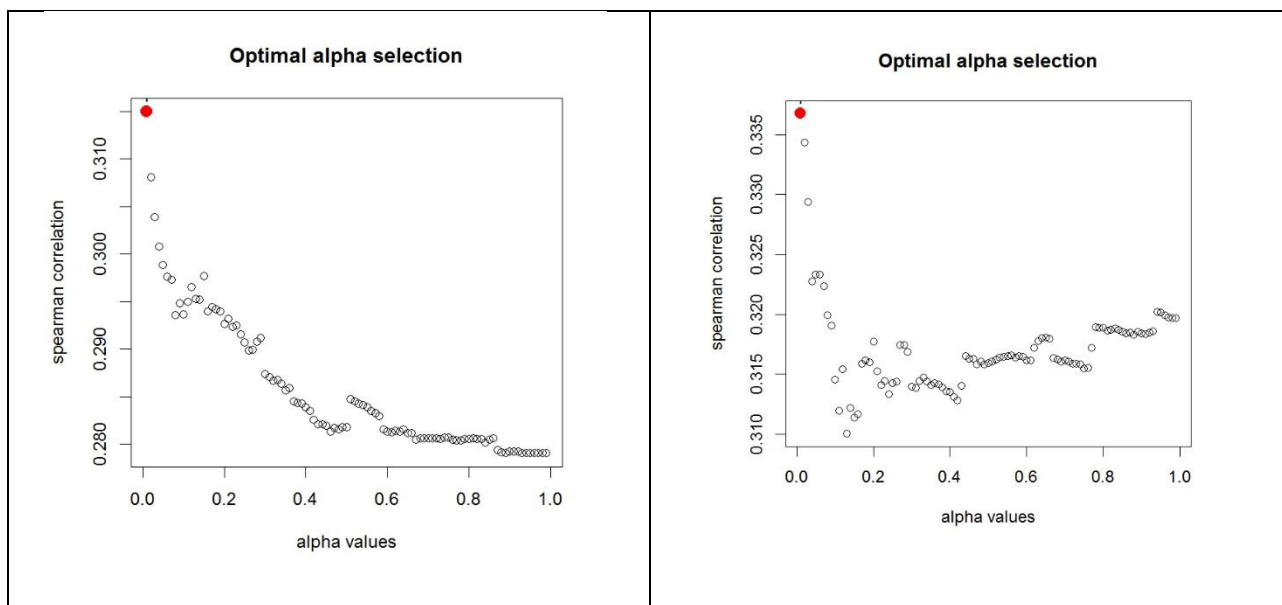 Optimal alpha selection
0.310
0.300
0.290
0.280
spearman correlation
0.0 0.2 0.4 0.6 0.8 1.0
alpha values
Optimal alpha selection
0.335
0.330
0.325
0.320
0.315
0.310
spearman correlation
0.0 0.2 0.4 0.6 0.8 1.0
alpha values